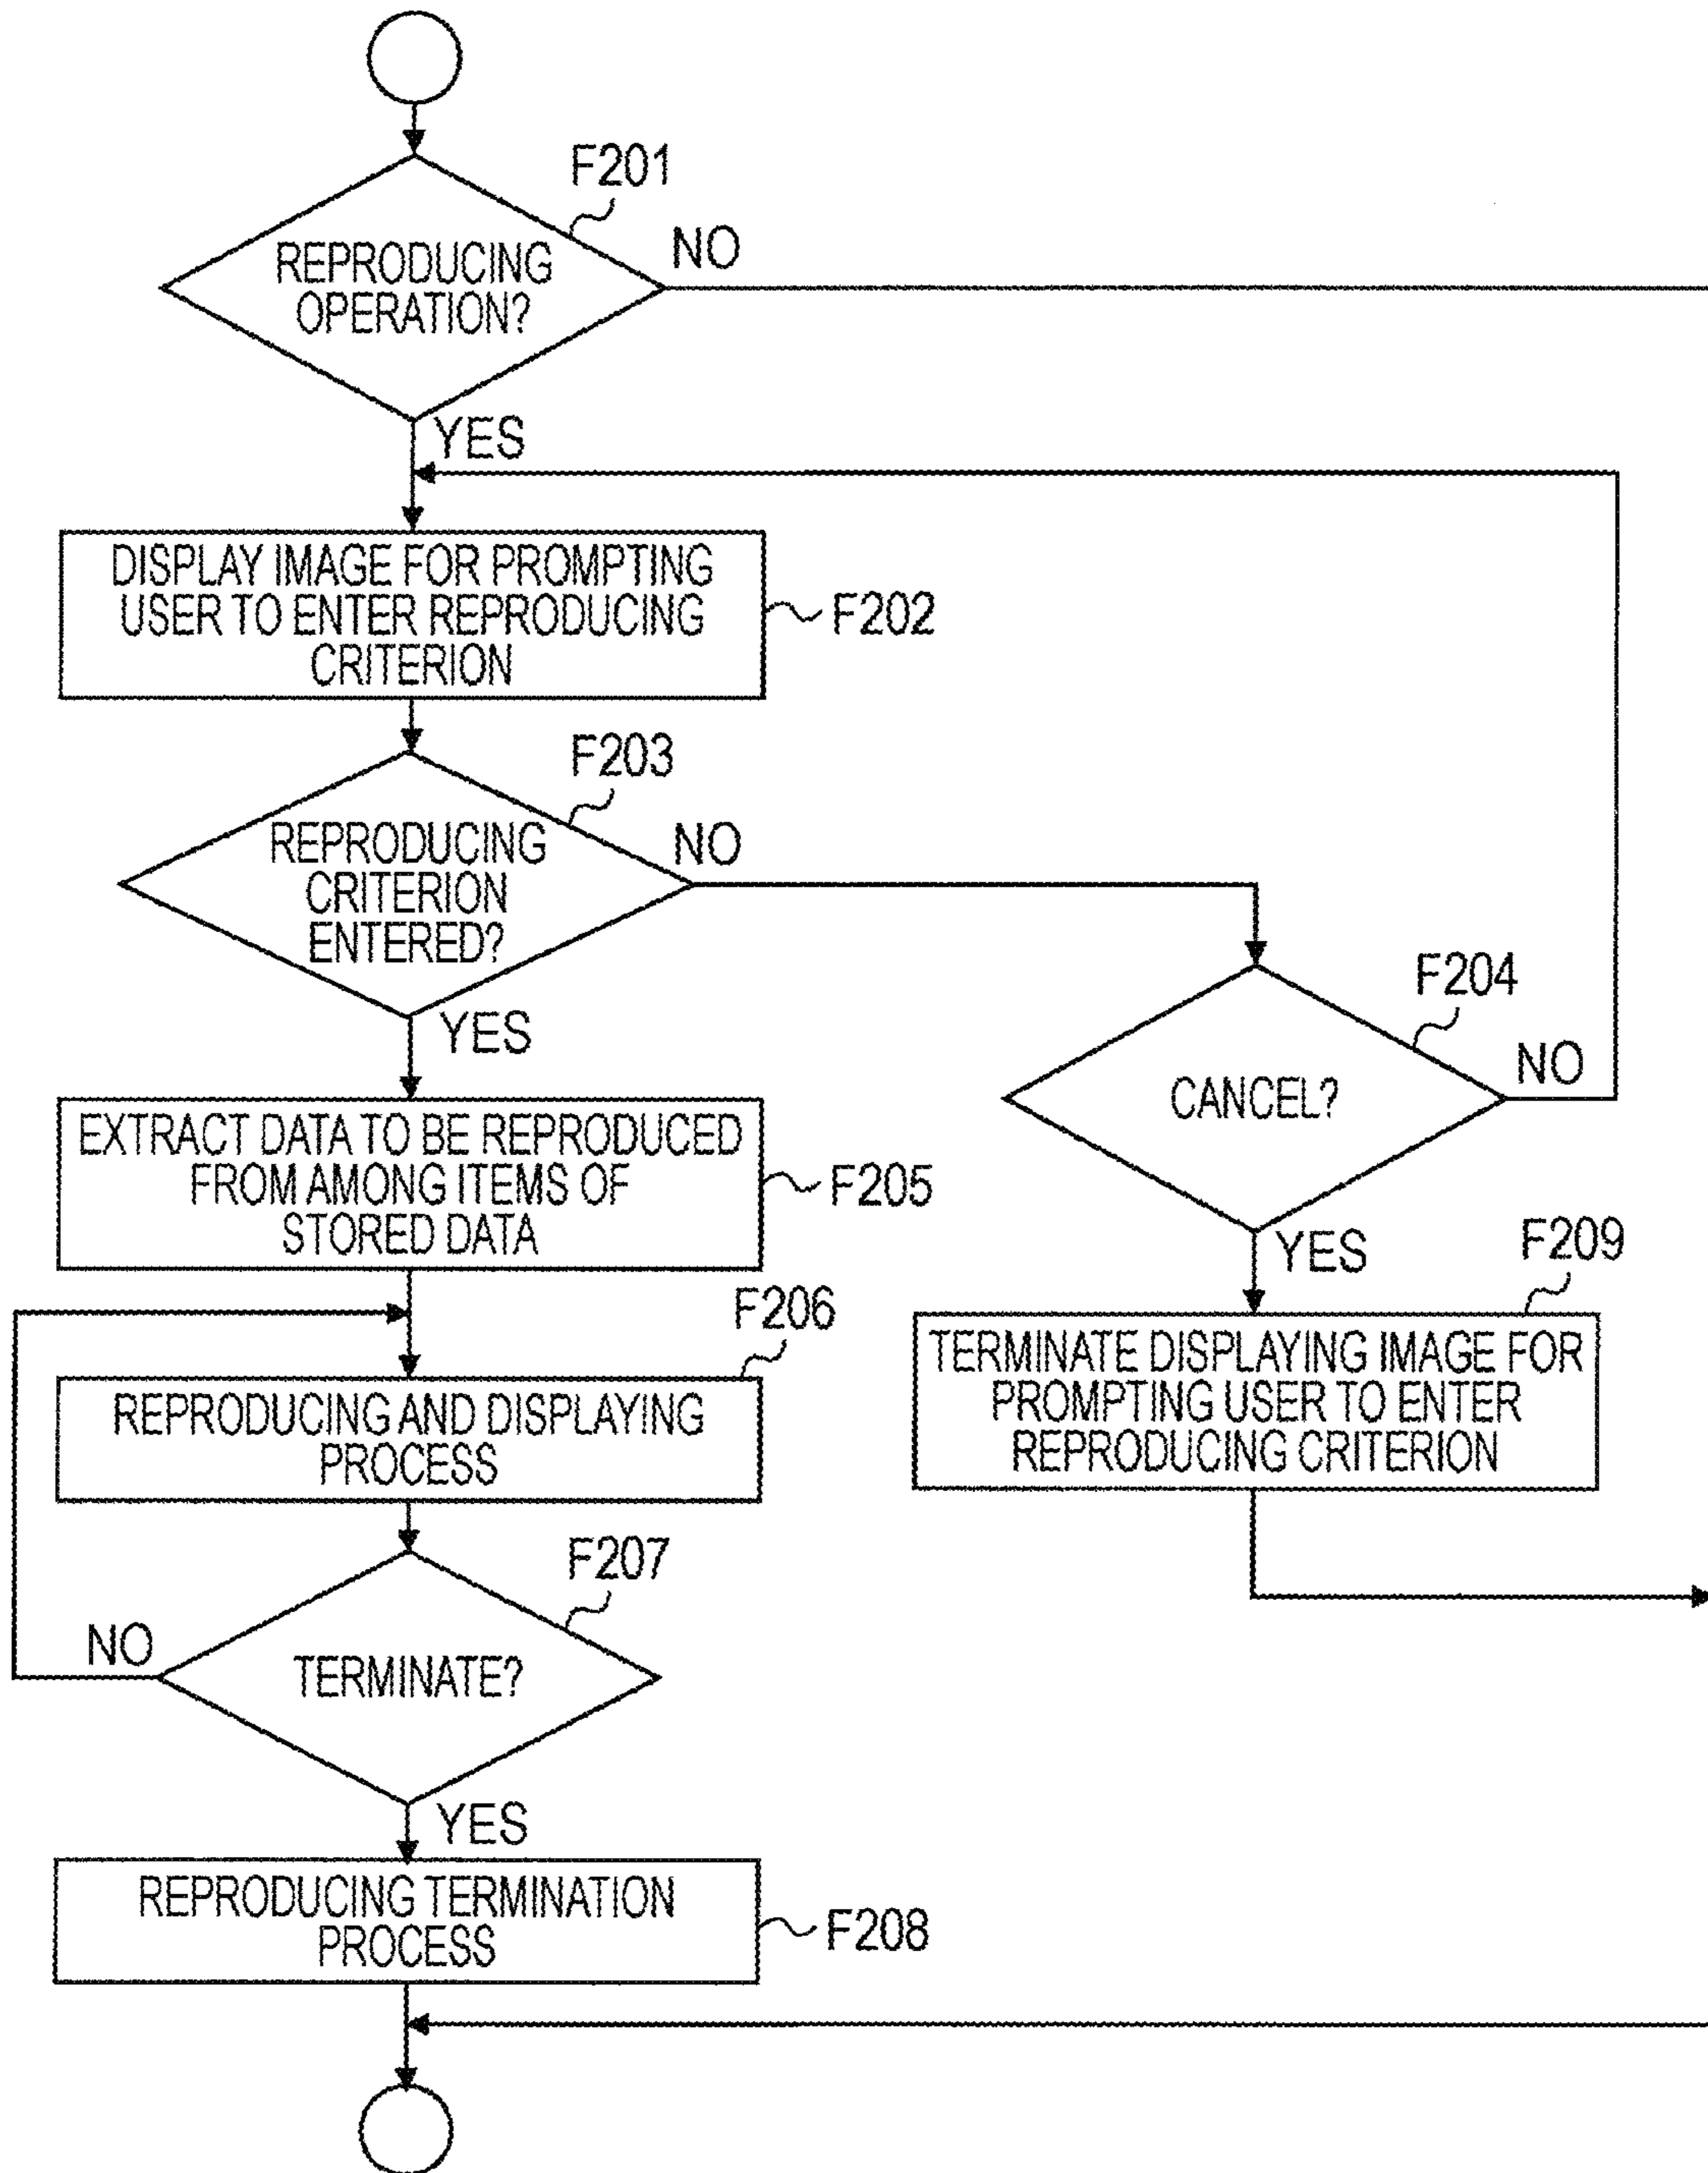 F201
REPRODUCING
OPERATION?
NO
YES
DISPLAY IMAGE FOR PROMPTING
USER TO ENTER REPRODUCING
CRITERION
F202
F203
REPRODUCING
CRITERION
ENTERED?
NO
YES
F204
CANCEL?
NO
YES
EXTRACT DATA TO BE REPRODUCED
FROM AMONG ITEMS OF
STORED DATA
F205
F209
TERMINATE DISPLAYING IMAGE FOR
PROMPTING USER TO ENTER
REPRODUCING CRITERION
F206
REPRODUCING AND DISPLAYING
PROCESS
F207
TERMINATE?
NO
YES
REPRODUCING TERMINATION
PROCESS
F208